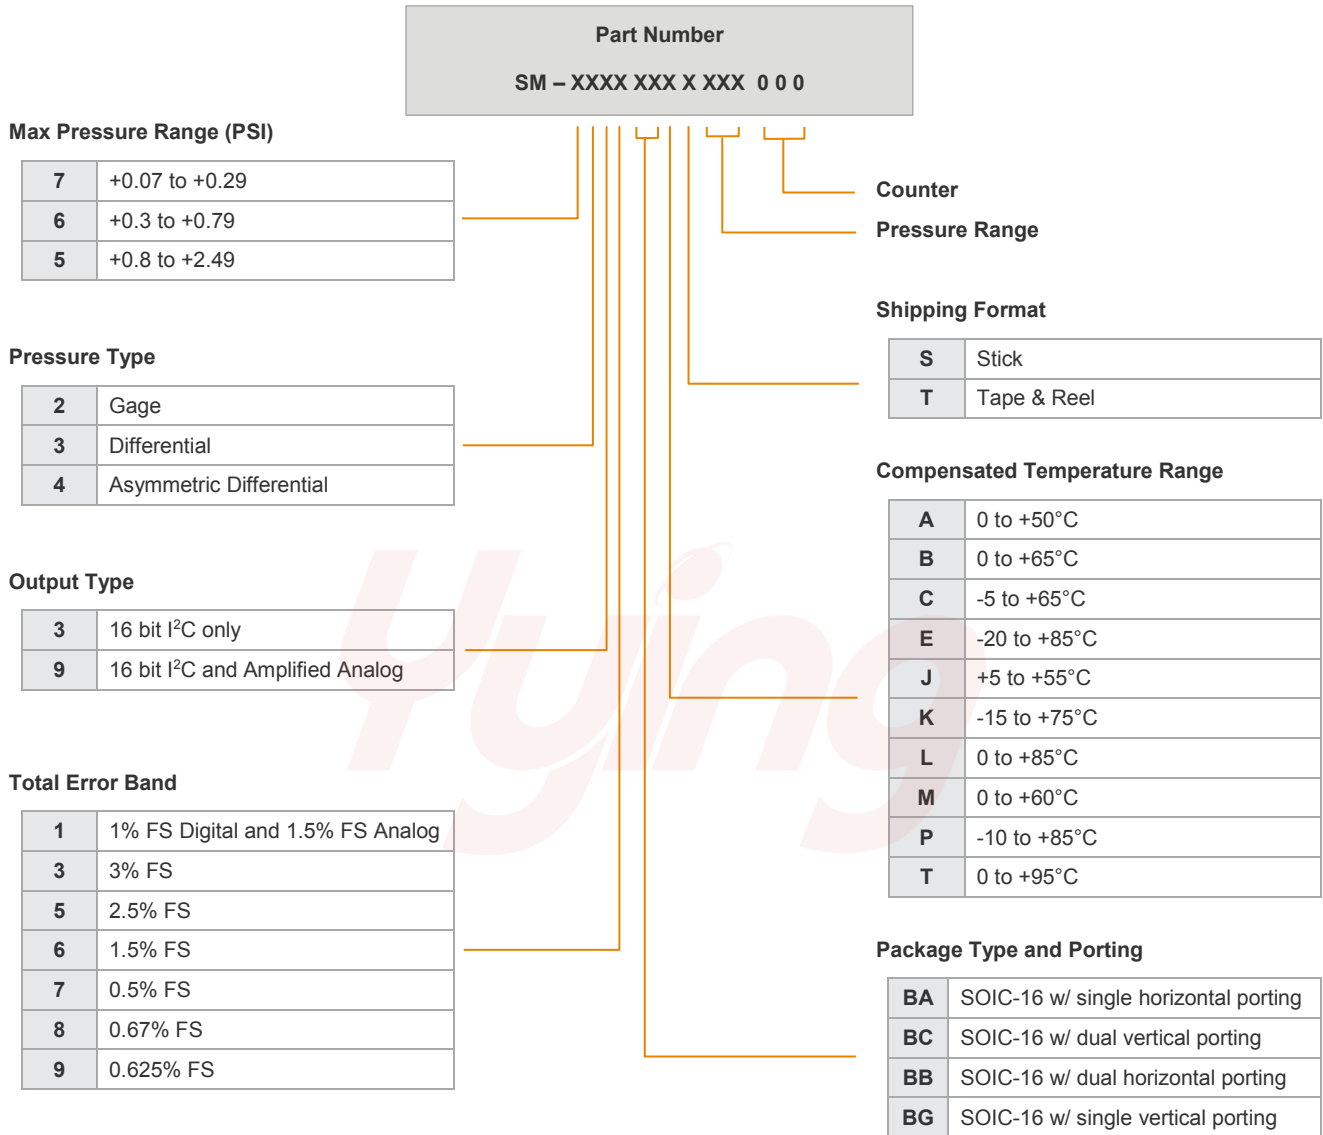 Part Number
SM – XXXX XXX X XXX 0 0 0
Max Pressure Range (PSI)
7 +0.07 to +0.29
6 +0.3 to +0.79
5 +0.8 to +2.49
Pressure Type
2 Gage
3 Differential
4 Asymmetric Differential
Output Type
3 16 bit I²C only
9 16 bit I²C and Amplified Analog
Total Error Band
1 1% FS Digital and 1.5% FS Analog
3 3% FS
5 2.5% FS
6 1.5% FS
7 0.5% FS
8 0.67% FS
9 0.625% FS
Counter
Pressure Range
Shipping Format
S Stick
T Tape & Reel
Compensated Temperature Range
A 0 to +50°C
B 0 to +65°C
C -5 to +65°C
E -20 to +85°C
J +5 to +55°C
K -15 to +75°C
L 0 to +85°C
M 0 to +60°C
P -10 to +85°C
T 0 to +95°C
Package Type and Porting
BA SOIC-16 w/ single horizontal porting
BC SOIC-16 w/ dual vertical porting
BB SOIC-16 w/ dual horizontal porting
BG SOIC-16 w/ single vertical porting
Yying